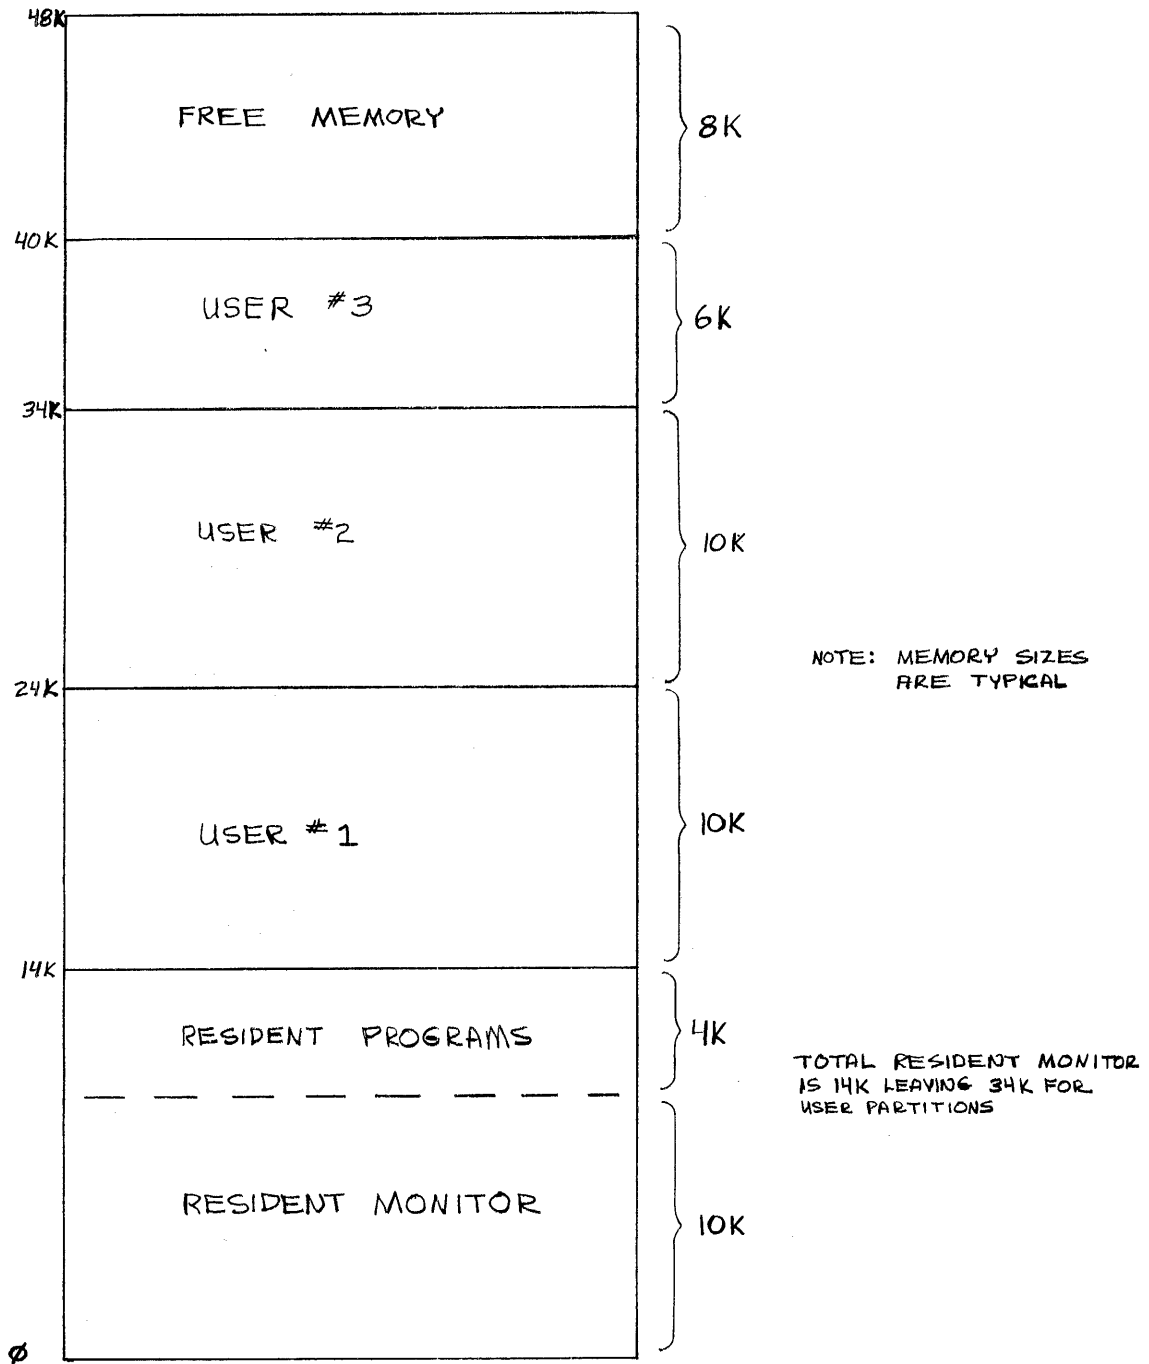 48K
FREE MEMORY
8K
40K
USER #3
6K
34K
USER #2
10K
NOTE: MEMORY SIZES
ARE TYPICAL
24K
USER #1
10K
14K
RESIDENT PROGRAMS
4K
TOTAL RESIDENT MONITOR
IS 14K LEAVING 34K FOR
USER PARTITIONS
RESIDENT MONITOR
10K
Ø